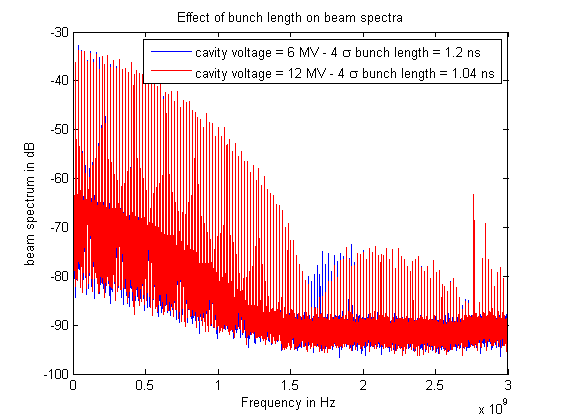 Effect of bunch length on beam spectra
cavity voltage = 6 MV - 4 σ bunch length = 1.2 ns
cavity voltage = 12 MV - 4 σ bunch length = 1.04 ns
beam spectrum in dB
-30
-40
-50
-60
-70
-80
-90
-100
0 0.5 1 1.5 2 2.5 3
Frequency in Hz
x 10⁹